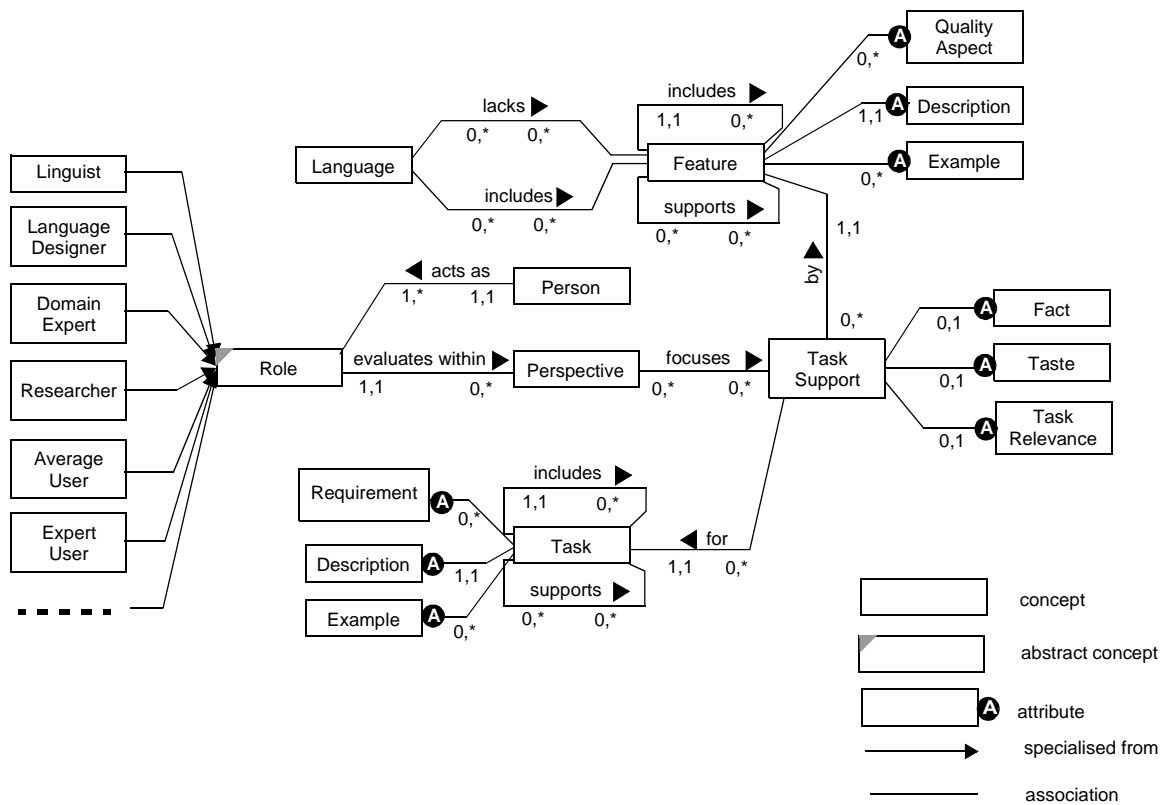 Quality
Aspect
A
0,*
includes
lacks
1,1
0,*
A
Description
1,1
0,*
0,*
Linguist
Language
Feature
A
Example
0,*
includes
supports
Language
Designer
0,*
0,*
0,*
0,*
1,1
by
acts as
Person
1,*
1,1
Domain
Expert
0,*
A
Fact
0,1
Role
evaluates within
Perspective
focuses
Task
Support
A
Taste
1,1
0,*
0,*
0,*
0,1
Researcher
A
Task
Relevance
0,1
Average
User
Requirement
A
0,*
includes
1,1
0,*
Expert
User
Task
for
Description
A
1,1
1,1
0,*
supports
Example
A
0,*
0,*
0,*
concept
abstract concept
A
attribute
specialised from
association